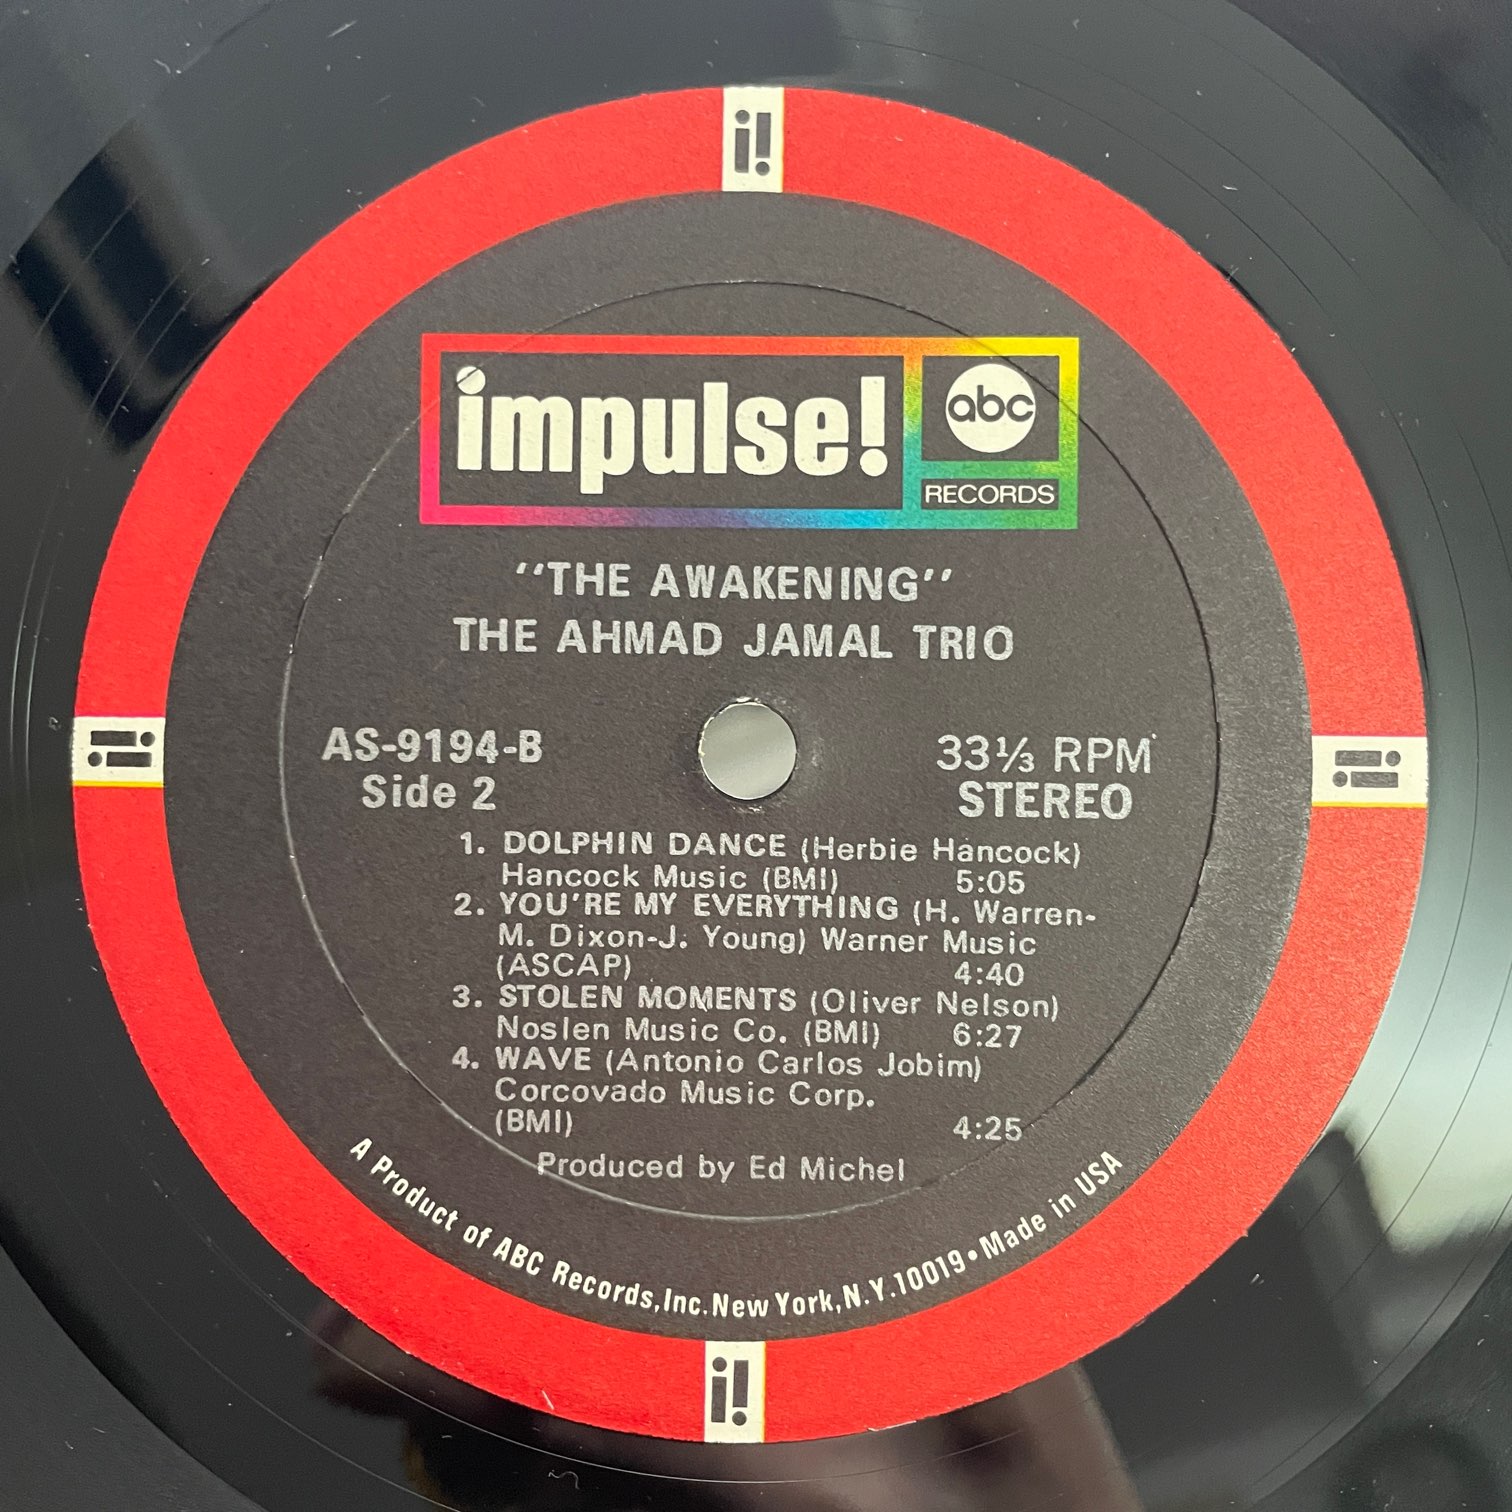 i!
impulse!
abc
RECORDS
“THE AWAKENING”
THE AHMAD JAMAL TRIO
AS-9194-B
Side 2
33⅓ RPM
STEREO
1. DOLPHIN DANCE (Herbie Hancock)
Hancock Music (BMI) 5:05
2. YOU'RE MY EVERYTHING (H. Warren-
M. Dixon-J. Young) Warner Music
(ASCAP) 4:40
3. STOLEN MOMENTS (Oliver Nelson)
Noslen Music Co. (BMI) 6:27
4. WAVE (Antonio Carlos Jobim)
Corcovado Music Corp.
(BMI) 4:25
Produced by Ed Michel
A Product of ABC Records, Inc. New York, N.Y. 10019 • Made in USA
i!
i!
i!